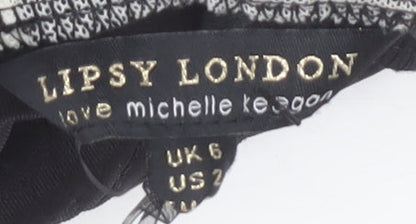 LIPSY LONDON
love michelle keegan
UK 6
US 2